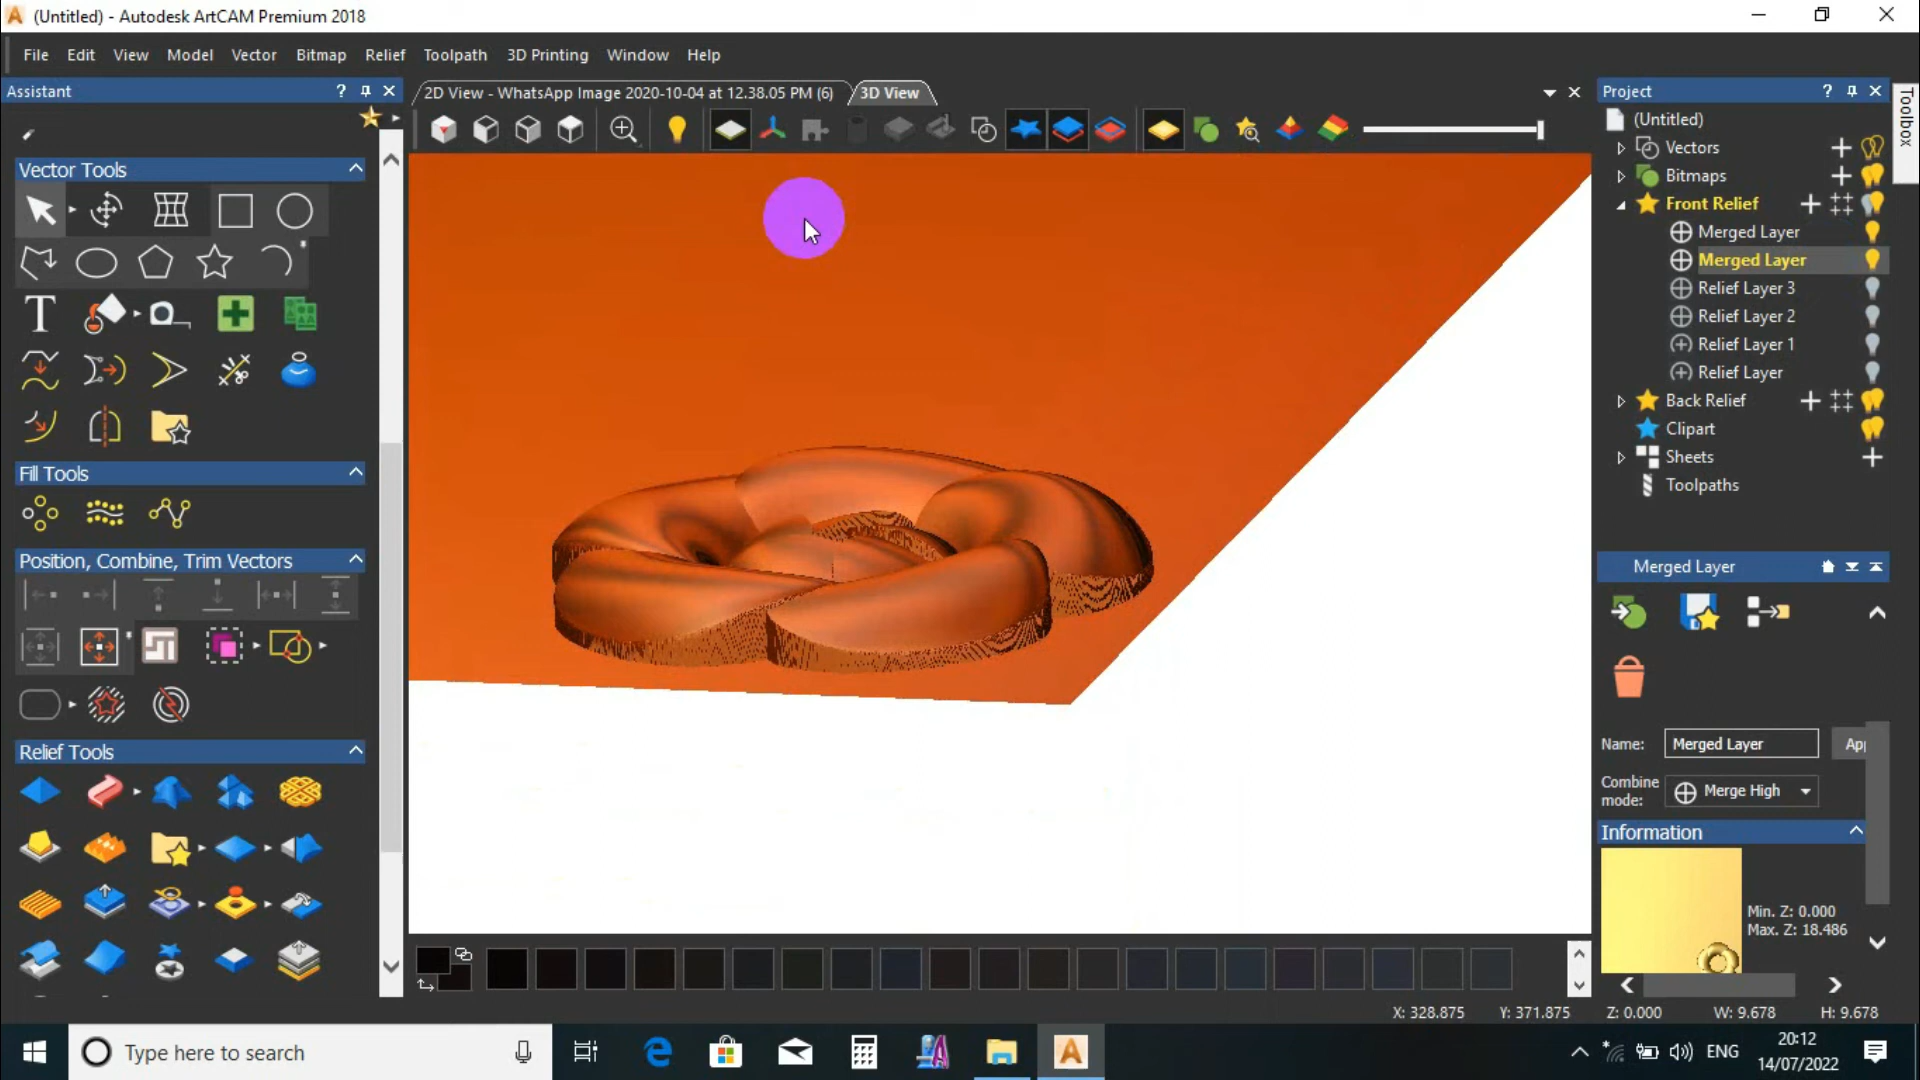 (Untitled) - Autodesk ArtCAM Premium 2018
File Edit View Model Vector Bitmap Relief Toolpath 3D Printing Window Help
Assistant ?
2D View - WhatsApp Image 2020-10-04 at 12.38.05 PM (6) 3D View
Project ?
Toolbox
Vector Tools
Fill Tools
Position, Combine, Trim Vectors
Relief Tools
(Untitled)
Vectors
Bitmaps
Front Relief
Merged Layer
Merged Layer
Relief Layer 3
Relief Layer 2
Relief Layer 1
Relief Layer
Back Relief
Clipart
Sheets
Toolpaths
Merged Layer
Name: Merged Layer App
Combine mode: Merge High
Information
Min. Z: 0.000
Max. Z: 18.486
X: 328.875 Y: 371.875 Z: 0.000 W: 9.678 H: 9.678
Type here to search
ENG
20:12
14/07/2022